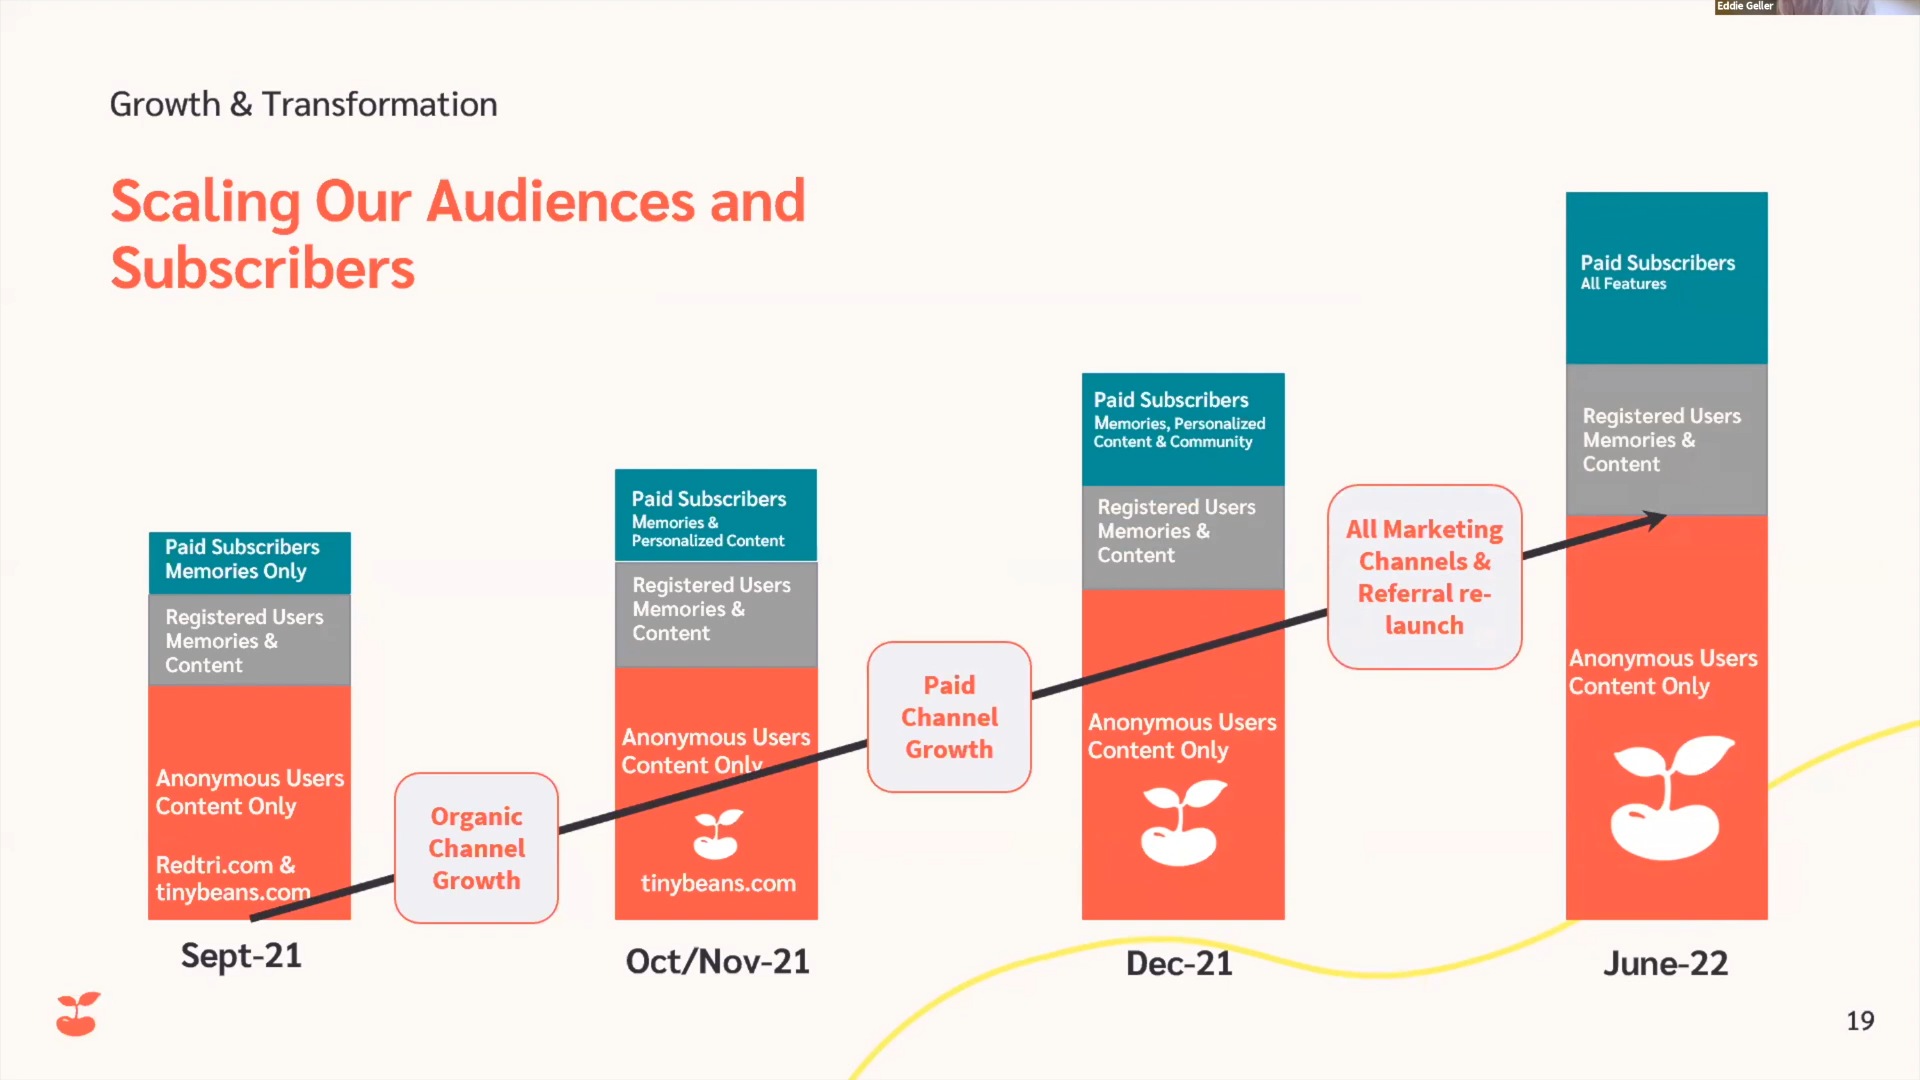 Eddie Geller
Growth & Transformation
Scaling Our Audiences and
Subscribers
Paid Subscribers
Memories Only
Registered Users
Memories &
Content
Anonymous Users
Content Only
Redtri.com &
tinybeans.com
Sept-21
Organic
Channel
Growth
Paid Subscribers
Memories &
Personalized Content
Registered Users
Memories &
Content
Anonymous Users
Content Only
tinybeans.com
Oct/Nov-21
Paid
Channel
Growth
Paid Subscribers
Memories, Personalized
Content & Community
Registered Users
Memories &
Content
Anonymous Users
Content Only
Dec-21
All Marketing
Channels &
Referral re-
launch
Paid Subscribers
All Features
Registered Users
Memories &
Content
Anonymous Users
Content Only
June-22
19